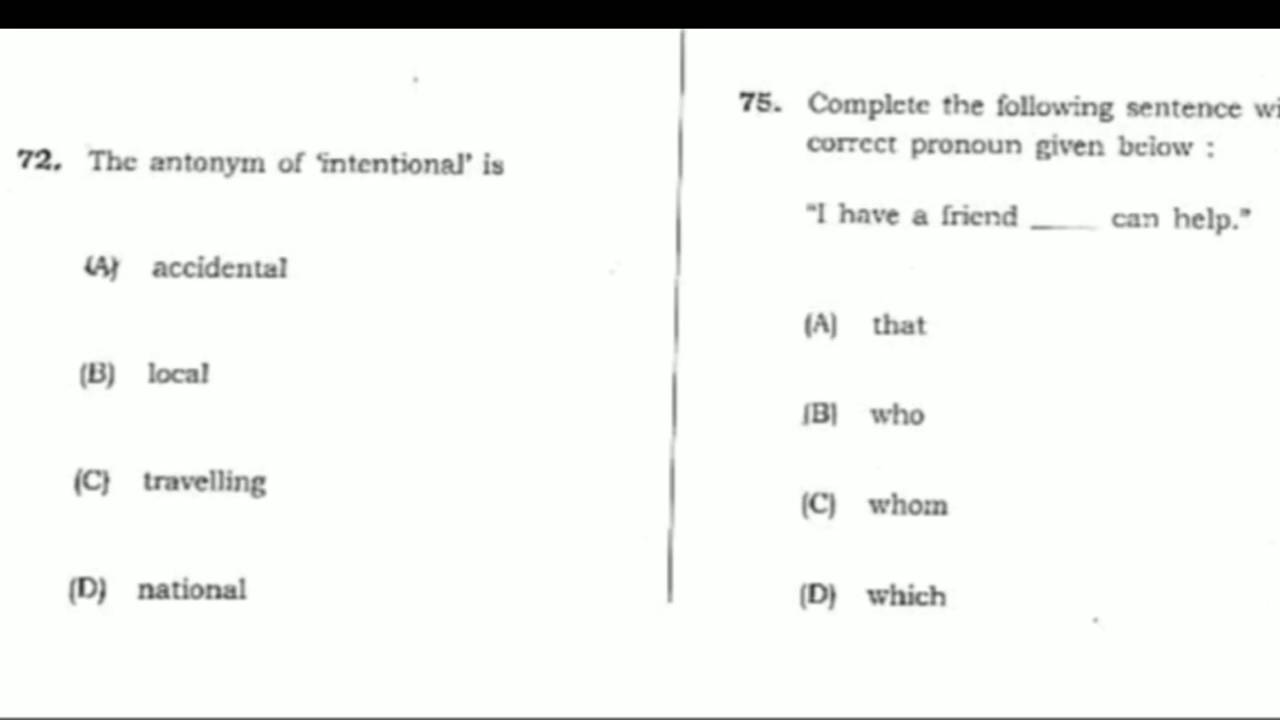 72. The antonym of 'intentional' is
(A) accidental
(B) local
(C) travelling
(D) national
75. Complete the following sentence wi
correct pronoun given below :
"I have a friend ____ can help."
(A) that
(B) who
(C) whom
(D) which